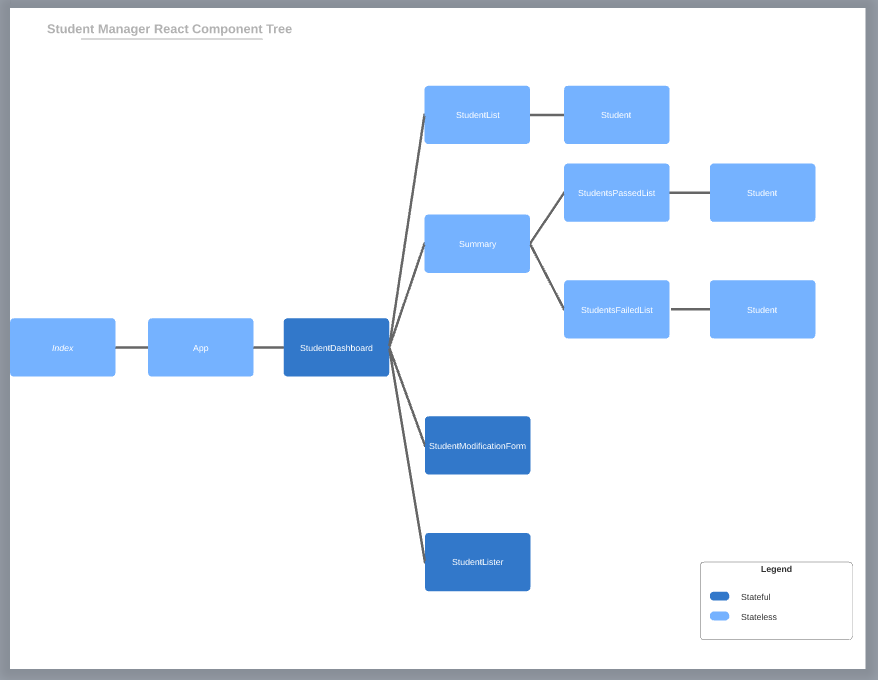 Student Manager React Component Tree
StudentList
Student
StudentsPassedList
Student
Summary
StudentsFailedList
Student
Index
App
StudentDashboard
StudentModificationForm
StudentLister
Legend
Stateful
Stateless